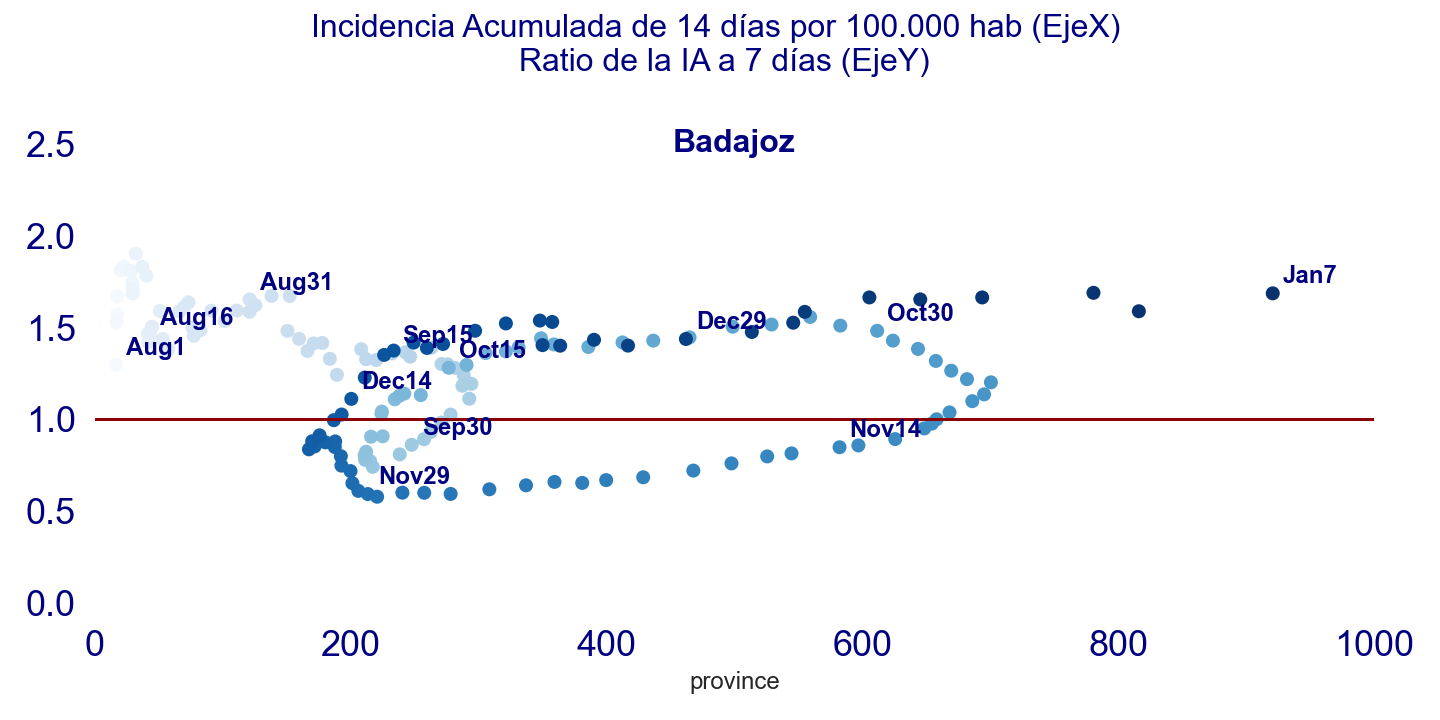 Incidencia Acumulada de 14 días por 100.000 hab (EjeX)
Ratio de la IA a 7 días (EjeY)
Badajoz
2.5
2.0
1.5
1.0
0.5
0.0
Jan7
Aug31
Oct30
Aug16
Dec29
Sep15
Aug1
Oct15
Dec14
Sep30
Nov14
Nov29
0
200
400
600
800
1000
province